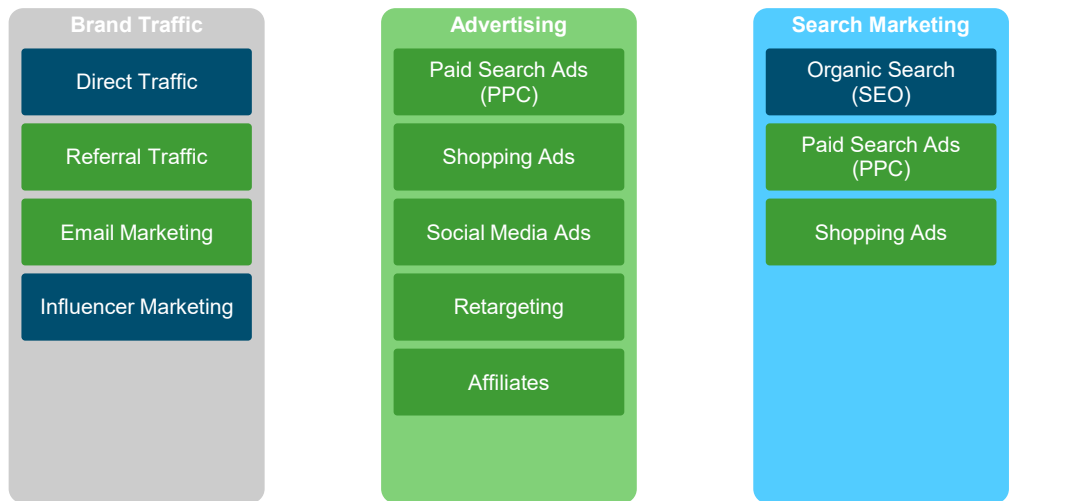 Brand Traffic
Direct Traffic
Referral Traffic
Email Marketing
Influencer Marketing
Advertising
Paid Search Ads
(PPC)
Shopping Ads
Social Media Ads
Retargeting
Affiliates
Search Marketing
Organic Search
(SEO)
Paid Search Ads
(PPC)
Shopping Ads